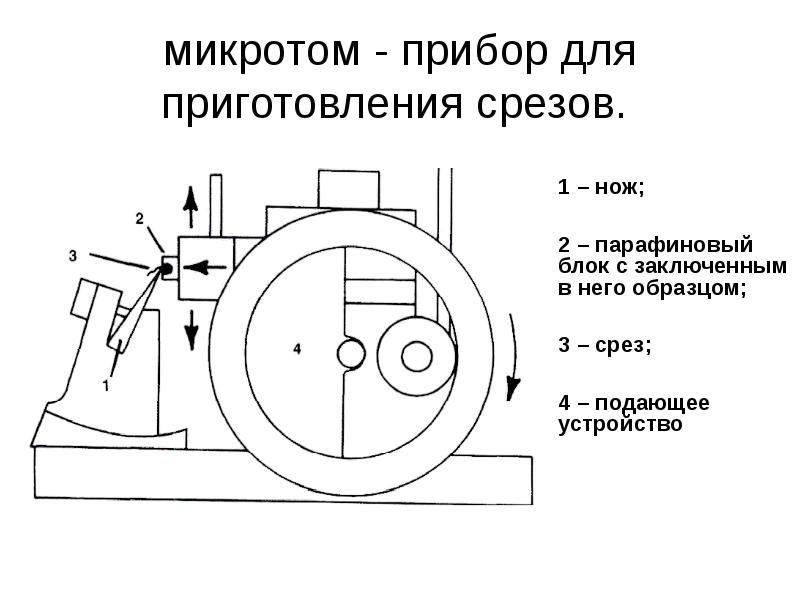 микротом - прибор для
приготовления срезов.
1 – нож;
2 – парафиновый
блок с заключенным
в него образцом;
3 – срез;
4 – подающее
устройство
2
3
4
1